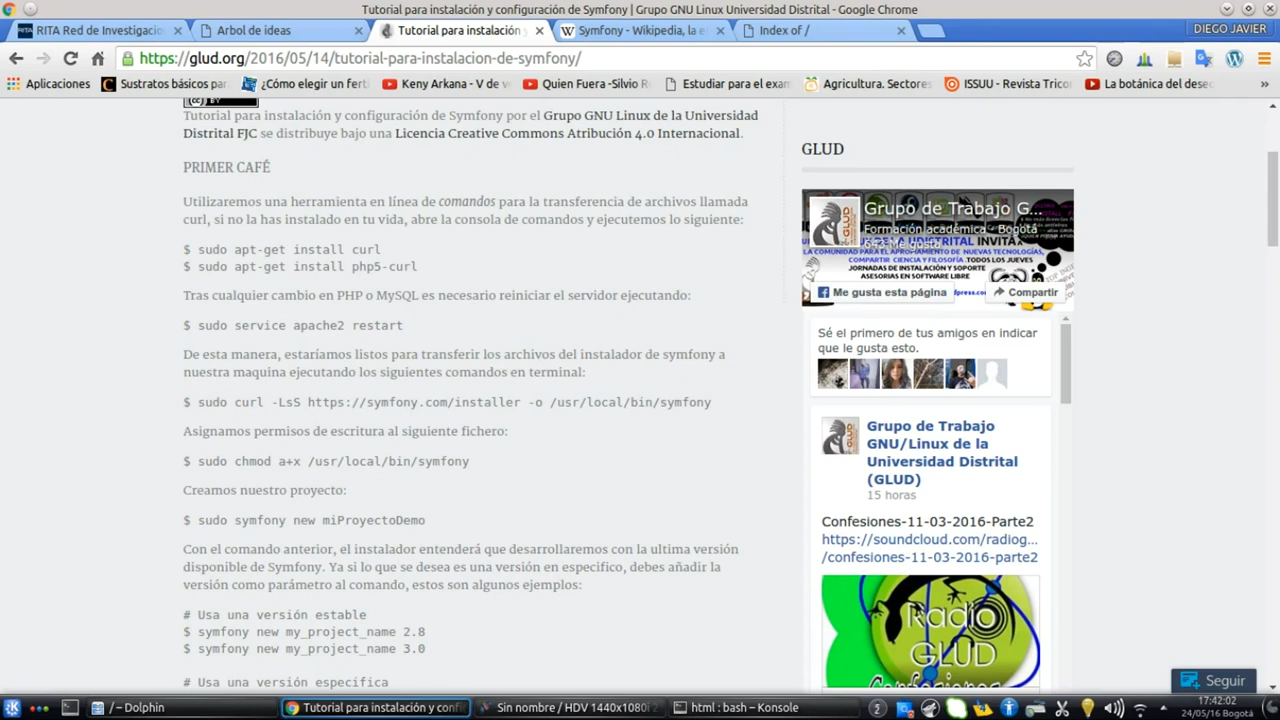 Tutorial para instalación y configuración de Symfony | Grupo GNU Linux Universidad Distrital - Google Chrome
RITA Red de Investigacio
Arbol de ideas
Tutorial para instalación
Symfony - Wikipedia, la e
Index of /
DIEGO JAVIER
https://glud.org/2016/05/14/tutorial-para-instalacion-de-symfony/
Aplicaciones
Sustratos básicos para
¿Cómo elegir un ferti
Keny Arkana - V de v
Quien Fuera -Silvio R
Estudiar para el exam
Agricultura. Sectores
ISSUU - Revista Tricor
La botánica del desc
»
Tutorial para instalación y configuración de Symfony por el Grupo GNU Linux de la Universidad
Distrital FJC se distribuye bajo una Licencia Creative Commons Atribución 4.0 Internacional.
PRIMER CAFÉ
Utilizaremos una herramienta en línea de comandos para la transferencia de archivos llamada
curl, si no la has instalado en tu vida, abre la consola de comandos y ejecutemos lo siguiente:
$ sudo apt-get install curl
$ sudo apt-get install php5-curl
Tras cualquier cambio en PHP o MySQL es necesario reiniciar el servidor ejecutando:
$ sudo service apache2 restart
De esta manera, estaríamos listos para transferir los archivos del instalador de symfony a
nuestra maquina ejecutando los siguientes comandos en terminal:
$ sudo curl -LsS https://symfony.com/installer -o /usr/local/bin/symfony
Asignamos permisos de escritura al siguiente fichero:
$ sudo chmod a+x /usr/local/bin/symfony
Creamos nuestro proyecto:
$ sudo symfony new miProyectoDemo
Con el comando anterior, el instalador entenderá que desarrollaremos con la ultima versión
disponible de Symfony. Ya si lo que se desea es una versión en especifico, debes añadir la
versión como parámetro al comando, estos son algunos ejemplos:
# Usa una versión estable
$ symfony new my_project_name 2.8
$ symfony new my_project_name 3.0
# Usa una versión especifica
GLUD
Grupo de Trabajo G...
Formación académica · Bogotá
COMPARTIR CIENCIA Y FILOSOFÍA. TODOS LOS JUEVES
JORNADAS DE INSTALACIÓN Y SOPORTE
ASESORIAS EN SOFTWARE LIBRE
Me gusta esta página
Compartir
Sé el primero de tus amigos en indicar
que le gusta esto.
Grupo de Trabajo
GNU/Linux de la
Universidad Distrital
(GLUD)
15 horas
Confesiones-11-03-2016-Parte2
https://soundcloud.com/radiog...
/confesiones-11-03-2016-parte2
Radio
GLUD
Confesiones
Seguir
/ – Dolphin
Tutorial para instalación y confi
Sin nombre / HDV 1440x1080i 2
html : bash – Konsole
17:42:02
24/05/16 Bogotá